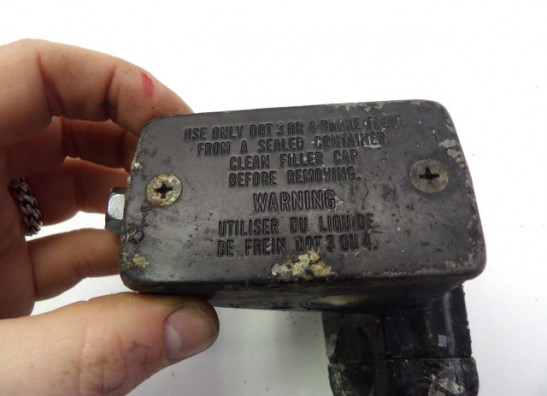 USE ONLY DOT 3 OR 4 BRAKE FLUID
FROM A SEALED CONTAINER
CLEAN FILLER CAP
BEFORE REMOVING.
WARNING
UTILISER DU LIQUIDE
DE FREIN DOT 3 OU 4.